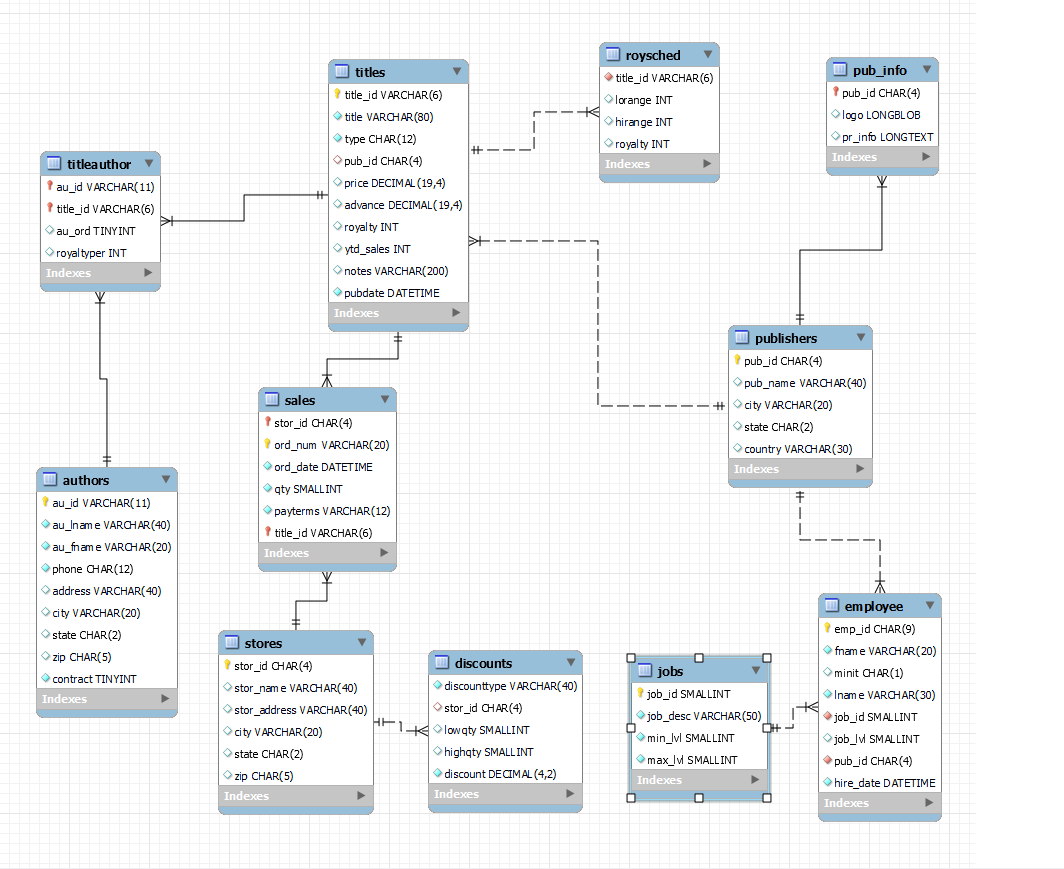 titles
title_id VARCHAR(6)
title VARCHAR(80)
type CHAR(12)
pub_id CHAR(4)
price DECIMAL(19,4)
advance DECIMAL(19,4)
royalty INT
ytd_sales INT
notes VARCHAR(200)
pubdate DATETIME
Indexes
roysched
title_id VARCHAR(6)
lorange INT
hirange INT
royalty INT
Indexes
pub_info
pub_id CHAR(4)
logo LONGBLOB
pr_info LONGTEXT
Indexes
titleauthor
au_id VARCHAR(11)
title_id VARCHAR(6)
au_ord TINYINT
royaltyper INT
Indexes
publishers
pub_id CHAR(4)
pub_name VARCHAR(40)
city VARCHAR(20)
state CHAR(2)
country VARCHAR(30)
Indexes
sales
stor_id CHAR(4)
ord_num VARCHAR(20)
ord_date DATETIME
qty SMALLINT
payterms VARCHAR(12)
title_id VARCHAR(6)
Indexes
authors
au_id VARCHAR(11)
au_lname VARCHAR(40)
au_fname VARCHAR(20)
phone CHAR(12)
address VARCHAR(40)
city VARCHAR(20)
state CHAR(2)
zip CHAR(5)
contract TINYINT
Indexes
stores
stor_id CHAR(4)
stor_name VARCHAR(40)
stor_address VARCHAR(40)
city VARCHAR(20)
state CHAR(2)
zip CHAR(5)
Indexes
discounts
discounttype VARCHAR(40)
stor_id CHAR(4)
lowqty SMALLINT
highqty SMALLINT
discount DECIMAL(4,2)
Indexes
jobs
job_id SMALLINT
job_desc VARCHAR(50)
min_lvl SMALLINT
max_lvl SMALLINT
Indexes
employee
emp_id CHAR(9)
fname VARCHAR(20)
minit CHAR(1)
lname VARCHAR(30)
job_id SMALLINT
job_lvl SMALLINT
pub_id CHAR(4)
hire_date DATETIME
Indexes